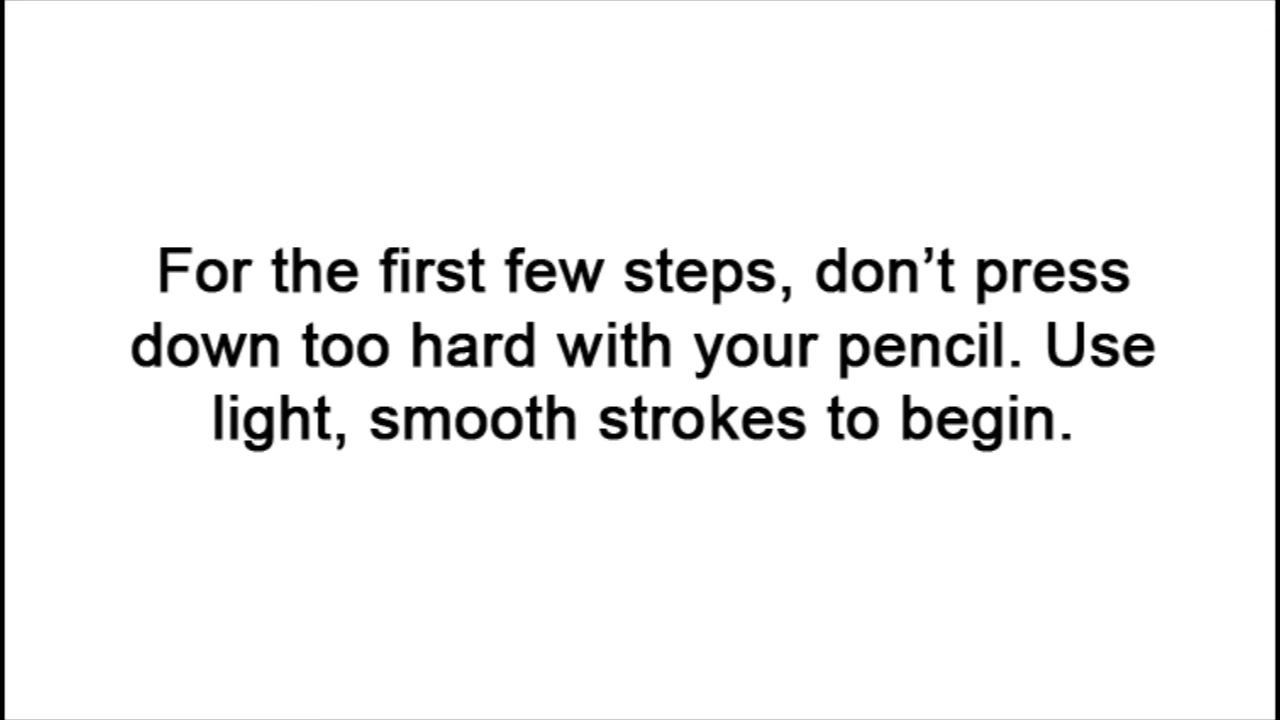 For the first few steps, don’t press
down too hard with your pencil. Use
light, smooth strokes to begin.